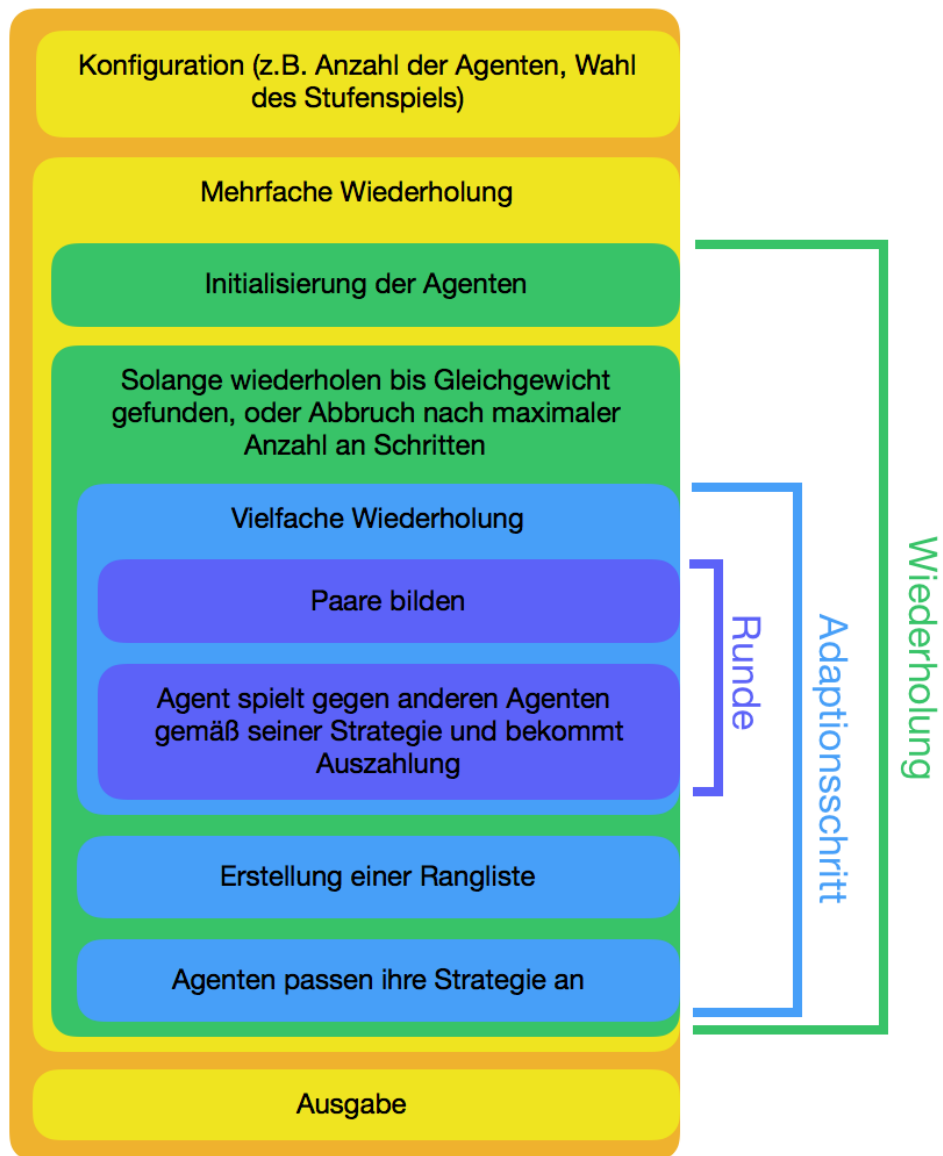 Konfiguration (z.B. Anzahl der Agenten, Wahl
des Stufenspiels)
Mehrfache Wiederholung
Initialisierung der Agenten
Solange wiederholen bis Gleichgewicht
gefunden, oder Abbruch nach maximaler
Anzahl an Schritten
Vielfache Wiederholung
Paare bilden
Agent spielt gegen anderen Agenten
gemäß seiner Strategie und bekommt
Auszahlung
Erstellung einer Rangliste
Agenten passen ihre Strategie an
Ausgabe
Runde
Adaptionsschritt
Wiederholung